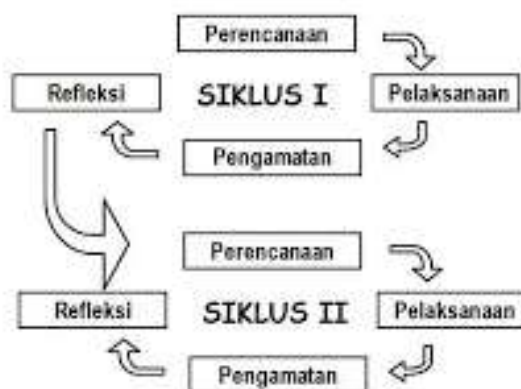 Perencanaan
Refleksi
SIKLUS I
Pelaksanaan
Pengamatan
Perencanaan
Refleksi
SIKLUS II
Pelaksanaan
Pengamatan